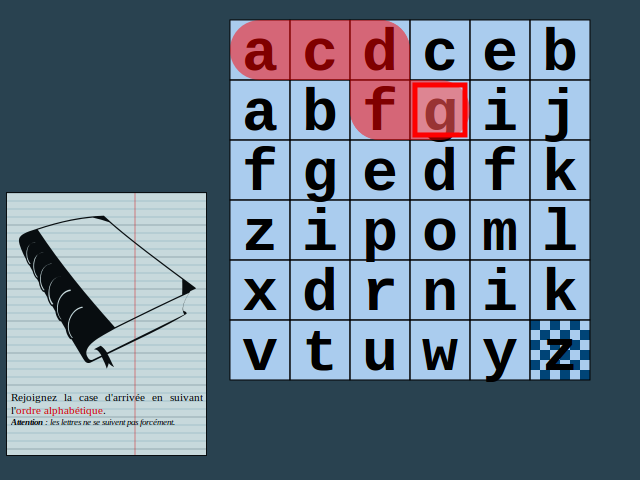 a c d c e b
a b f g i j
f g e d f k
z i p o m l
x d r n i k
v t u w y z
Rejoignez la case d'arrivée en suivant
l'ordre alphabétique.
Attention : les lettres ne se suivent pas forcément.